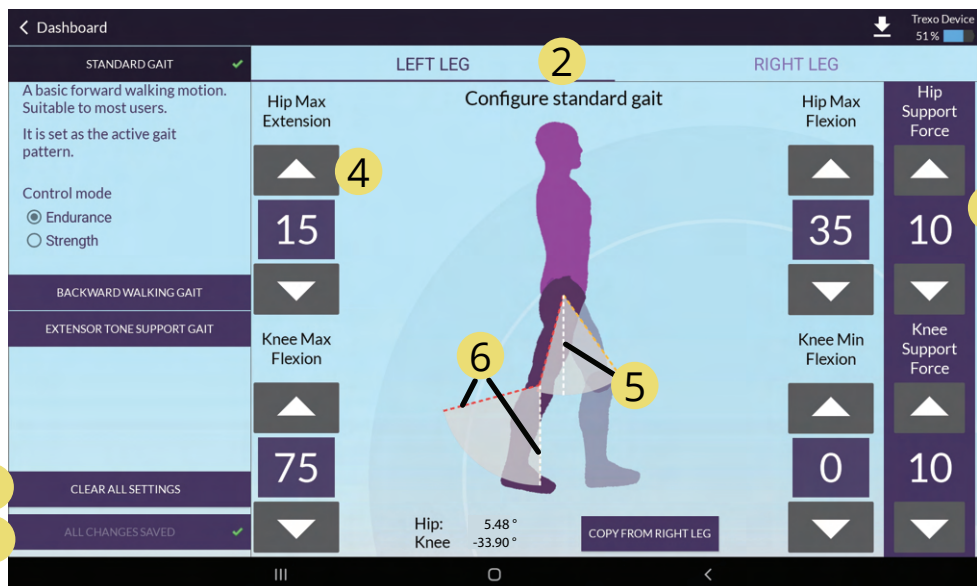 Dashboard
Trexo Device
51%
STANDARD GAIT
LEFT LEG
2
RIGHT LEG
A basic forward walking motion.
Suitable to most users.
It is set as the active gait
pattern.
Control mode
Endurance
Strength
BACKWARD WALKING GAIT
EXTENSOR TONE SUPPORT GAIT
CLEAR ALL SETTINGS
ALL CHANGES SAVED
Configure standard gait
Hip Max
Extension
4
15
Knee Max
Flexion
75
6
5
Hip: 5.48 °
Knee -33.90 °
COPY FROM RIGHT LEG
Hip Max
Flexion
35
Knee Min
Flexion
0
Hip
Support
Force
10
Knee
Support
Force
10